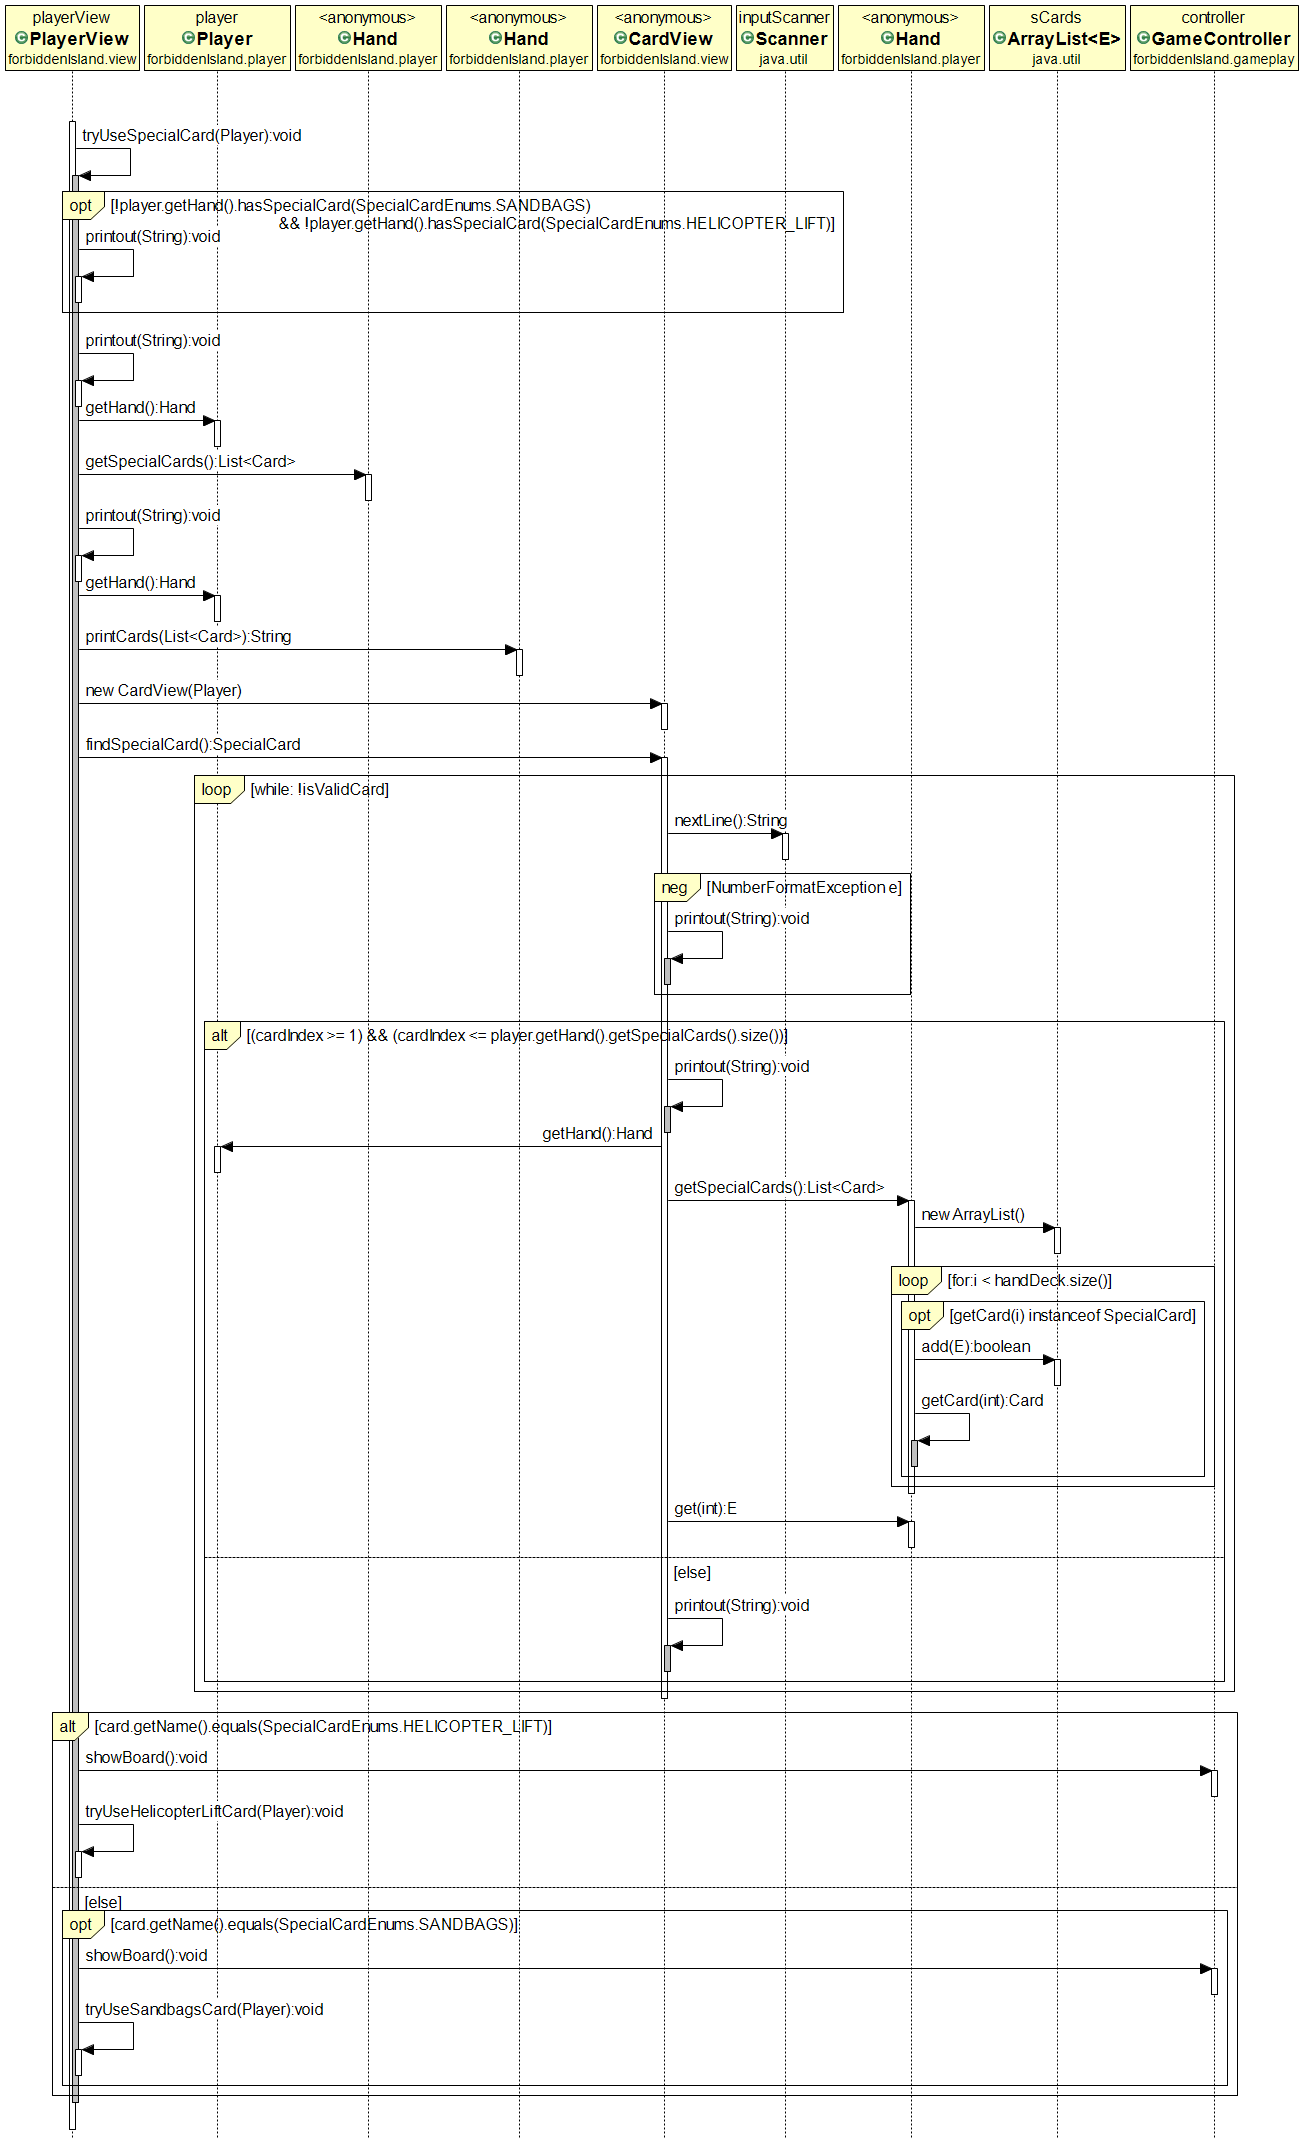 playerView
PlayerView
forbiddenIsland.view
player
Player
forbiddenIsland.player
<anonymous>
Hand
forbiddenIsland.player
<anonymous>
Hand
forbiddenIsland.player
<anonymous>
CardView
forbiddenIsland.view
inputScanner
Scanner
java.util
<anonymous>
Hand
forbiddenIsland.player
sCards
ArrayList<E>
java.util
controller
GameController
forbiddenIsland.gameplay
tryUseSpecialCard(Player):void
opt [!player.getHand().hasSpecialCard(SpecialCardEnums.SANDBAGS)
&& !player.getHand().hasSpecialCard(SpecialCardEnums.HELICOPTER_LIFT)]
printout(String):void
printout(String):void
getHand():Hand
getSpecialCards():List<Card>
printout(String):void
getHand():Hand
printCards(List<Card>):String
new CardView(Player)
findSpecialCard():SpecialCard
loop [while: !isValidCard]
nextLine():String
neg [NumberFormatException e]
printout(String):void
alt [(cardIndex >= 1) && (cardIndex <= player.getHand().getSpecialCards().size())]
printout(String):void
getHand():Hand
getSpecialCards():List<Card>
new ArrayList()
loop [for:i < handDeck.size()]
opt [getCard(i) instanceof SpecialCard]
add(E):boolean
getCard(int):Card
get(int):E
[else]
printout(String):void
alt [card.getName().equals(SpecialCardEnums.HELICOPTER_LIFT)]
showBoard():void
tryUseHelicopterLiftCard(Player):void
[else]
opt [card.getName().equals(SpecialCardEnums.SANDBAGS)]
showBoard():void
tryUseSandbagsCard(Player):void